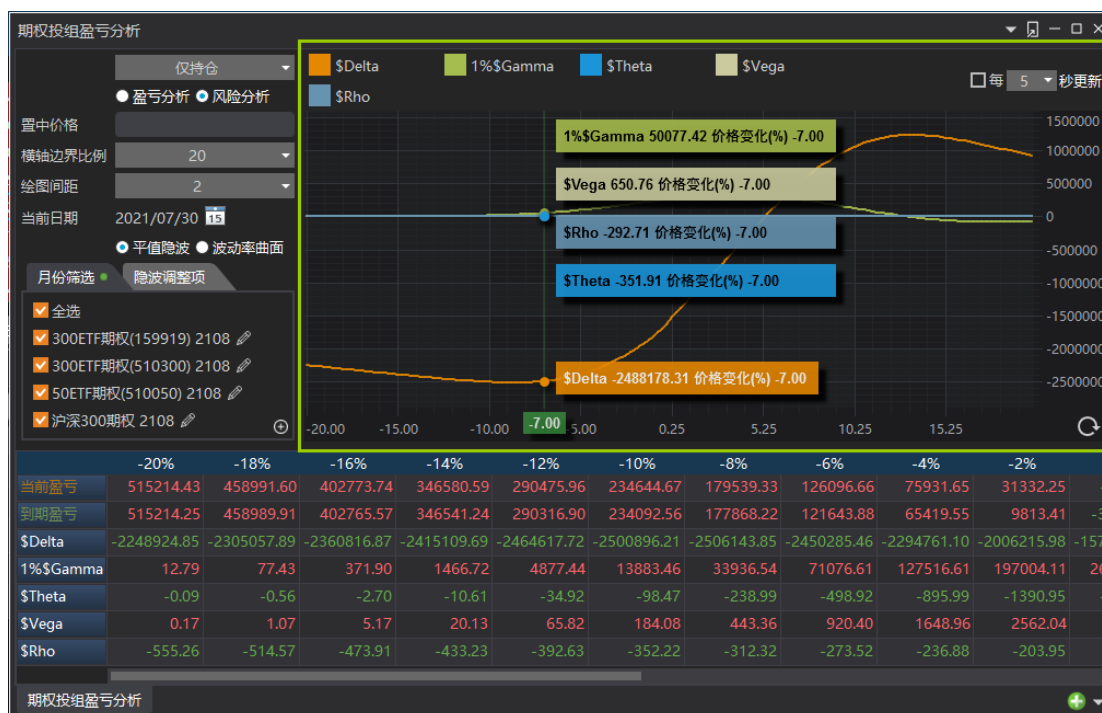 期权投组盈亏分析
仅持仓
盈亏分析 风险分析
置中价格
横轴边界比例 20
绘图间距 2
当前日期 2021/07/30 15
平值隐波 波动率曲面
月份筛选 隐波调整项
全选
300ETF期权(159919) 2108
300ETF期权(510300) 2108
50ETF期权(510050) 2108
沪深300期权 2108
$Delta 1%$Gamma $Theta $Vega
$Rho
每 5 秒更新
1%$Gamma 50077.42 价格变化(%) -7.00
$Vega 650.76 价格变化(%) -7.00
$Rho -292.71 价格变化(%) -7.00
$Theta -351.91 价格变化(%) -7.00
$Delta -2488178.31 价格变化(%) -7.00
1500000
1000000
500000
0
-500000
-1000000
-1500000
-2000000
-2500000
-20.00 -15.00 -10.00 -7.00 -5.00 0.25 5.25 10.25 15.25
-20% -18% -16% -14% -12% -10% -8% -6% -4% -2%
当前盈亏 515214.43 458991.60 402773.74 346580.59 290475.96 234644.67 179539.33 126096.66 75931.65 31332.25
到期盈亏 515214.25 458989.91 402765.57 346541.24 290316.90 234092.56 177868.22 121643.88 65419.55 9813.41
$Delta -2248924.85 -2305057.89 -2360816.87 -2415109.69 -2464617.72 -2500896.21 -2506143.85 -2450285.46 -2294761.10 -2006215.98 -157
1%$Gamma 12.79 77.43 371.90 1466.72 4877.44 13883.46 33936.54 71076.61 127516.61 197004.11 26
$Theta -0.09 -0.56 -2.70 -10.61 -34.92 -98.47 -238.99 -498.92 -895.99 -1390.95
$Vega 0.17 1.07 5.17 20.13 65.82 184.08 443.36 920.40 1648.96 2562.04
$Rho -555.26 -514.57 -473.91 -433.23 -392.63 -352.22 -312.32 -273.52 -236.88 -203.95
期权投组盈亏分析